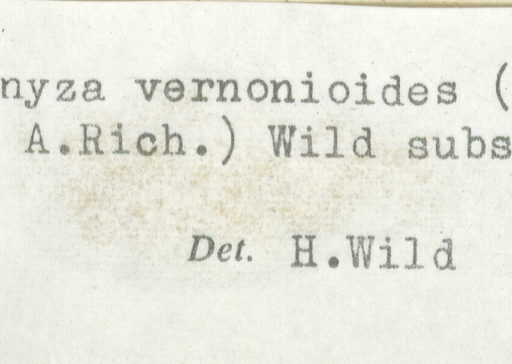 nyza vernonioides (
A.Rich.) Wild subs
Det. H.Wild